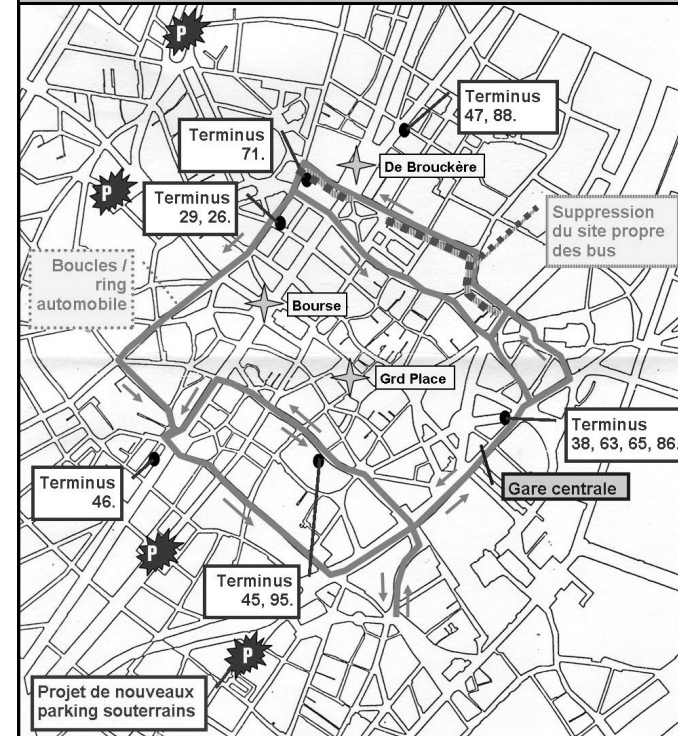 P
Terminus
47, 88.
Terminus
71.
De Brouckère
P
Terminus
29, 26.
Suppression
du site propre
des bus
Boucles /
ring
automobile
Bourse
Grd Place
Terminus
38, 63, 65, 86.
Terminus
46.
Gare centrale
P
Terminus
45, 95.
P
Projet de nouveaux
parking souterrains